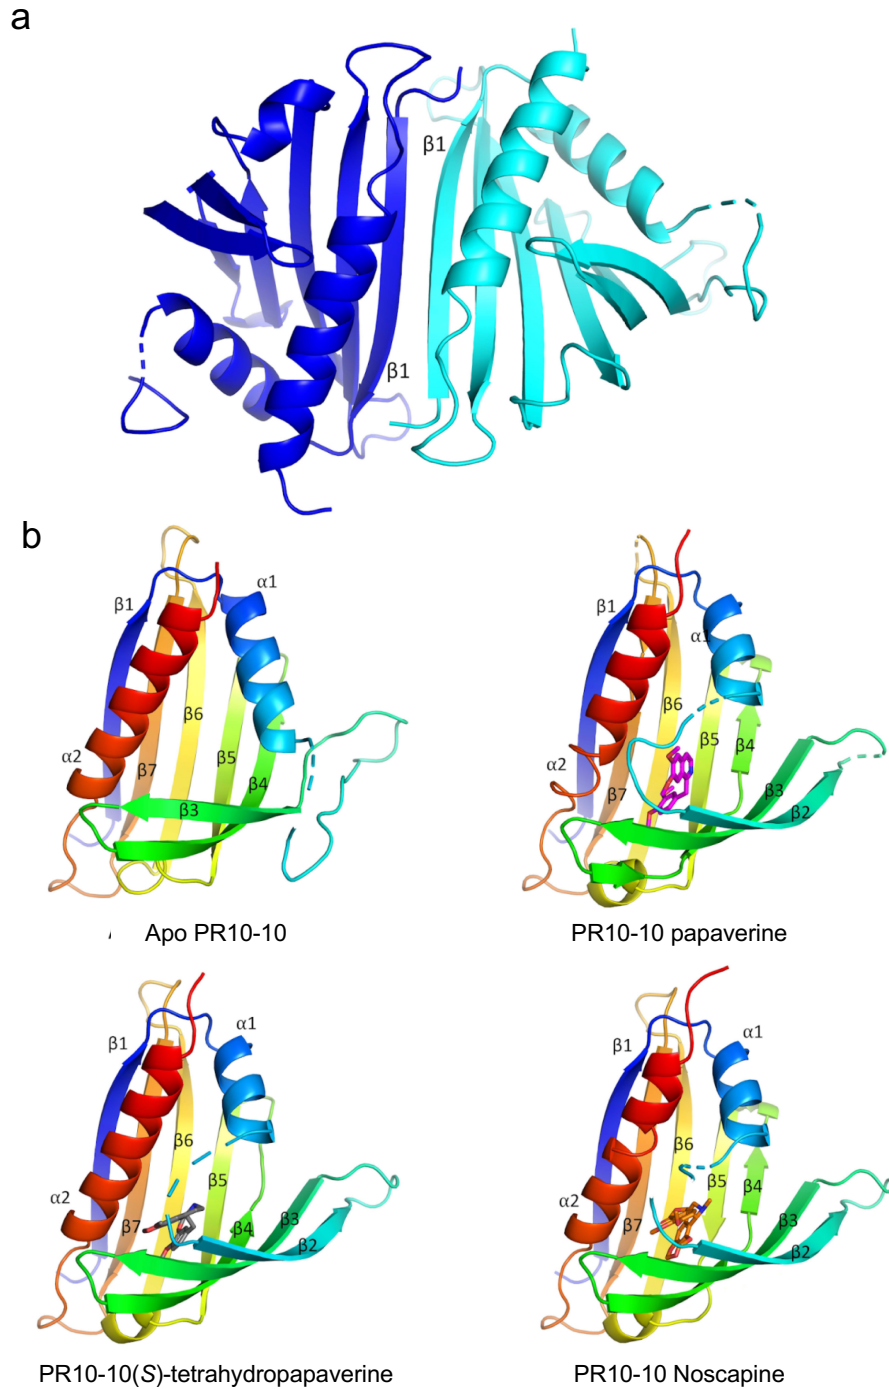 a
β1
β1
b
β1
α1
β6
α2
β7
β5
β4
β3
Apo PR10-10
β1
α1
β6
β5
β4
α2
β7
β3
β2
PR10-10 papaverine
β1
α1
β6
β5
α2
β7
β4
β3
β2
PR10-10(S)-tetrahydropapaverine
β1
α1
β6
β5
β4
α2
β7
β3
β2
PR10-10 Noscapine